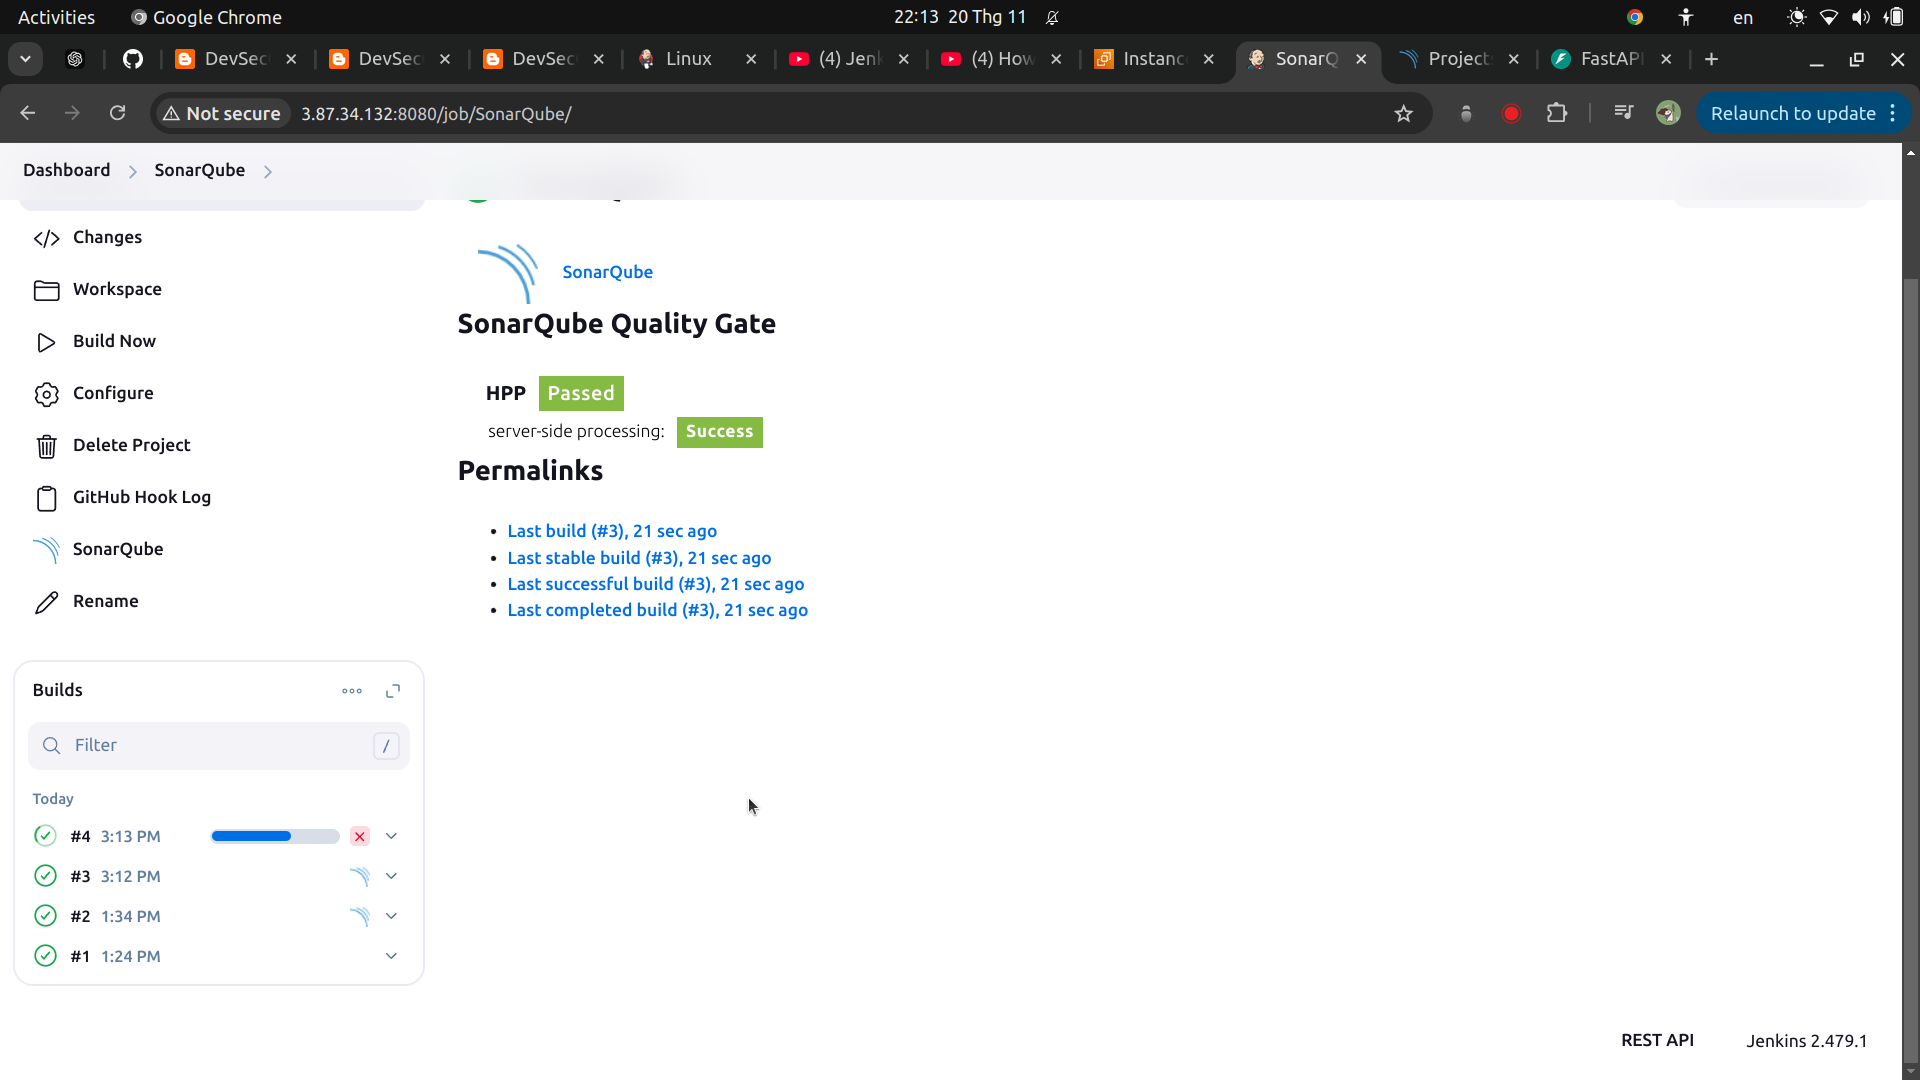 Activities
Google Chrome
22:13 20 Thg 11
en
DevSec
DevSec
DevSec
Linux
(4) Jenk
(4) How
Instanc
SonarQ
Projects
FastAPI
Not secure
3.87.34.132:8080/job/SonarQube/
Relaunch to update
Dashboard
SonarQube
Changes
Workspace
Build Now
Configure
Delete Project
GitHub Hook Log
SonarQube
Rename
SonarQube
SonarQube Quality Gate
HPP Passed
server-side processing: Success
Permalinks
Last build (#3), 21 sec ago
Last stable build (#3), 21 sec ago
Last successful build (#3), 21 sec ago
Last completed build (#3), 21 sec ago
Builds
Filter
/
Today
#4 3:13 PM
#3 3:12 PM
#2 1:34 PM
#1 1:24 PM
REST API
Jenkins 2.479.1